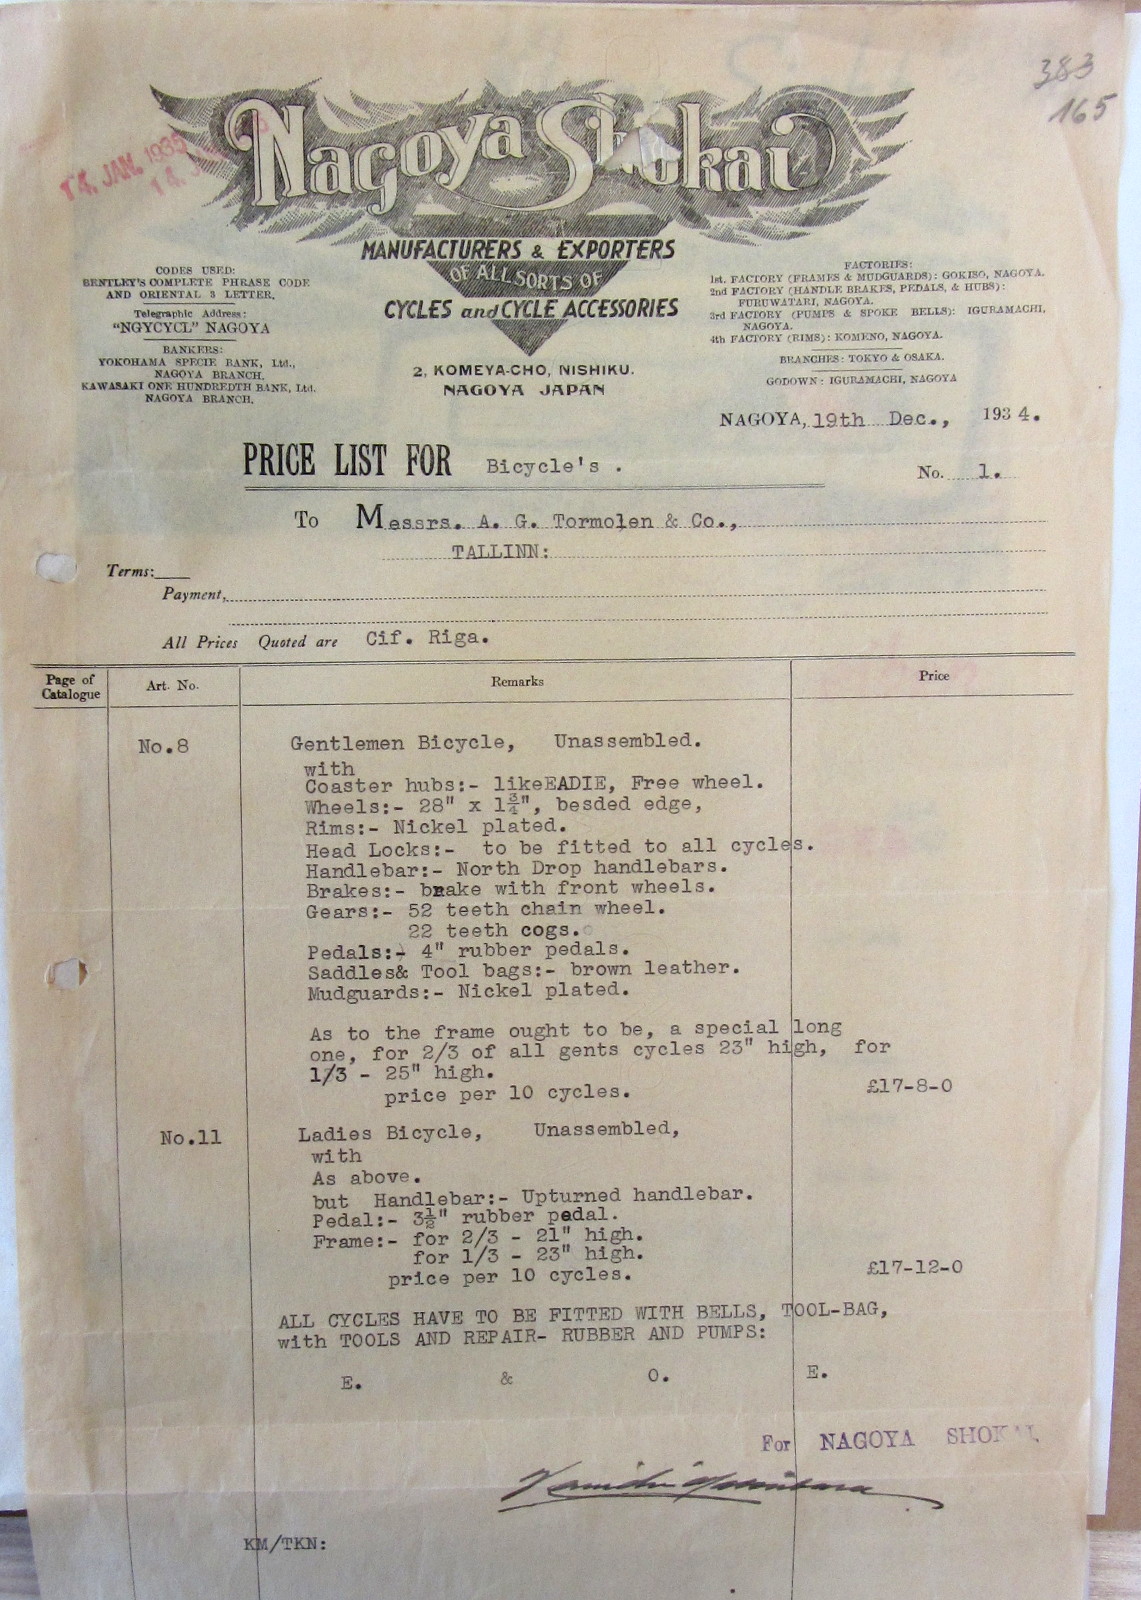 383
165
14. JAN. 1935
Nagoya Shokai
MANUFACTURERS & EXPORTERS
OF ALL SORTS OF
CYCLES and CYCLE ACCESSORIES
2, KOMEYA-CHO, NISHIKU.
NAGOYA JAPAN
CODES USED:
BENTLEY'S COMPLETE PHRASE CODE
AND ORIENTAL 3 LETTER.
Telegraphic Address:
"NGYCYCL" NAGOYA
BANKERS:
YOKOHAMA SPECIE BANK, Ltd.,
NAGOYA BRANCH.
KAWASAKI ONE HUNDREDTH BANK, Ltd.
NAGOYA BRANCH.
FACTORIES:
1st. FACTORY (FRAMES & MUDGUARDS): GOKISO, NAGOYA.
2nd FACTORY (HANDLE BRAKES, PEDALS, & HUBS):
FURUWATARI, NAGOYA.
3rd FACTORY (PUMPS & SPOKE BELLS): IGURAMACHI,
NAGOYA.
4th FACTORY (RIMS): KOMENO, NAGOYA.
BRANCHES: TOKYO & OSAKA.
GODOWN: IGURAMACHI, NAGOYA
NAGOYA, 19th Dec., 1934.
PRICE LIST FOR Bicycle's .
No. 1.
To Messrs. A. G. Tormolen & Co.,
TALLINN:
Terms:
Payment,
All Prices Quoted are Cif. Riga.
Page of Catalogue Art. No. Remarks Price
No.8 Gentlemen Bicycle, Unassembled.
with
Coaster hubs:- likeEADIE, Free wheel.
Wheels:- 28" x 1¾", besded edge,
Rims:- Nickel plated.
Head Locks:- to be fitted to all cycles.
Handlebar:- North Drop handlebars.
Brakes:- brake with front wheels.
Gears:- 52 teeth chain wheel.
22 teeth cogs.
Pedals:- 4" rubber pedals.
Saddles& Tool bags:- brown leather.
Mudguards:- Nickel plated.
As to the frame ought to be, a special long
one, for 2/3 of all gents cycles 23" high, for
1/3 - 25" high.
price per 10 cycles. £17-8-0
No.11 Ladies Bicycle, Unassembled,
with
As above.
but Handlebar:- Upturned handlebar.
Pedal:- 3½" rubber pedal.
Frame:- for 2/3 - 21" high.
for 1/3 - 23" high.
price per 10 cycles. £17-12-0
ALL CYCLES HAVE TO BE FITTED WITH BELLS, TOOL-BAG,
with TOOLS AND REPAIR- RUBBER AND PUMPS:
E. & O. E.
For NAGOYA SHOKAI.
KM/TKN: